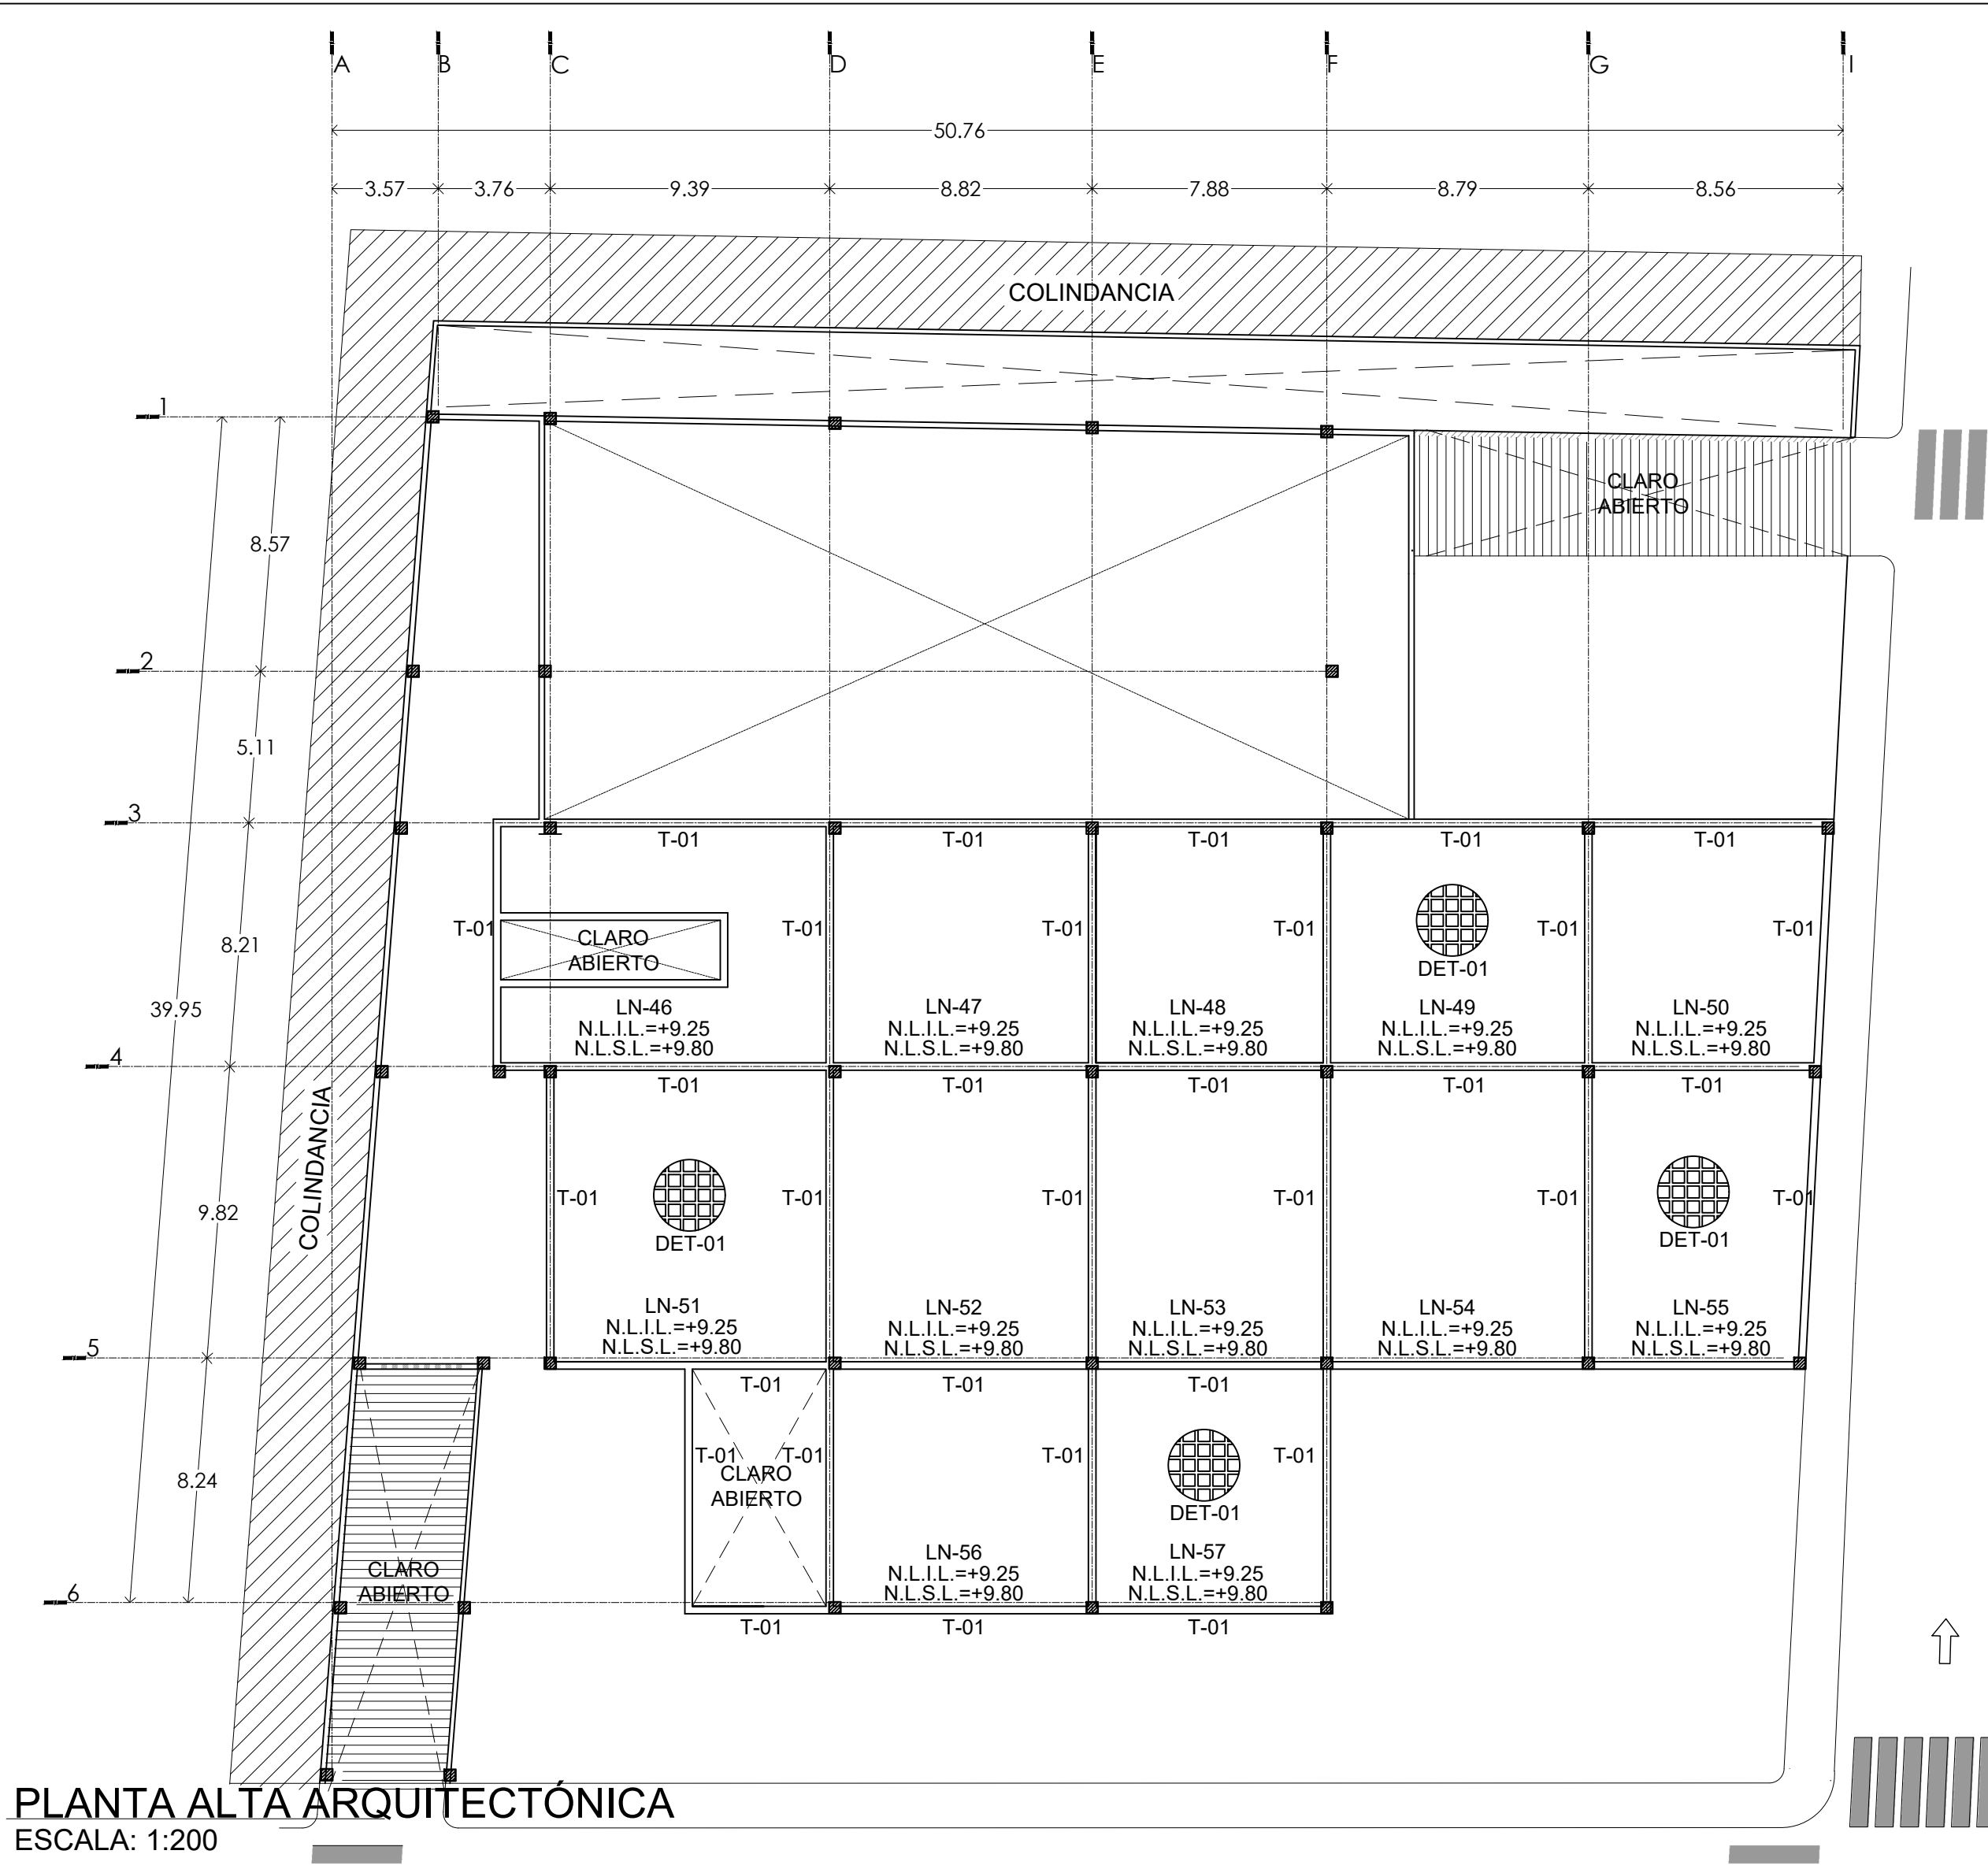 A B C D E F G I
50.76
3.57 3.76 9.39 8.82 7.88 8.79 8.56
COLINDANCIA
1
CLARO
ABIERTO
8.57
2
5.11
3
T-01 T-01 T-01 T-01 T-01
T-01 T-01 T-01 T-01 T-01 T-01
CLARO
ABIERTO
8.21
DET-01
39.95
LN-46 LN-47 LN-48 LN-49 LN-50
N.L.I.L.=+9.25 N.L.I.L.=+9.25 N.L.I.L.=+9.25 N.L.I.L.=+9.25 N.L.I.L.=+9.25
N.L.S.L.=+9.80 N.L.S.L.=+9.80 N.L.S.L.=+9.80 N.L.S.L.=+9.80 N.L.S.L.=+9.80
4
T-01 T-01 T-01 T-01 T-01
COLINDANCIA
T-01 T-01 T-01 T-01 T-01 T-01
9.82
DET-01 DET-01
LN-51 LN-52 LN-53 LN-54 LN-55
N.L.I.L.=+9.25 N.L.I.L.=+9.25 N.L.I.L.=+9.25 N.L.I.L.=+9.25 N.L.I.L.=+9.25
N.L.S.L.=+9.80 N.L.S.L.=+9.80 N.L.S.L.=+9.80 N.L.S.L.=+9.80 N.L.S.L.=+9.80
5
T-01 T-01 T-01
T-01 T-01 T-01 T-01
CLARO
ABIERTO
8.24
DET-01
LN-56 LN-57
N.L.I.L.=+9.25 N.L.I.L.=+9.25
N.L.S.L.=+9.80 N.L.S.L.=+9.80
CLARO
ABIERTO
6
T-01 T-01 T-01
PLANTA ALTA ARQUITECTÓNICA
ESCALA: 1:200